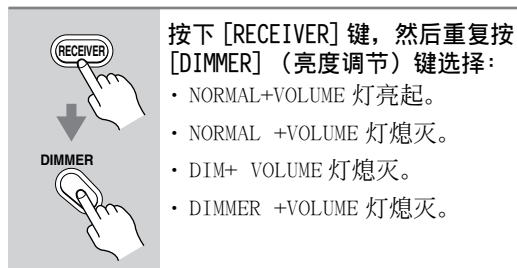 RECEIVER
DIMMER
按下 [RECEIVER] 键，然后重复按
[DIMMER] （亮度调节）键选择：
· NORMAL+VOLUME 灯亮起。
· NORMAL +VOLUME 灯熄灭。
· DIM+ VOLUME 灯熄灭。
· DIMMER +VOLUME 灯熄灭。